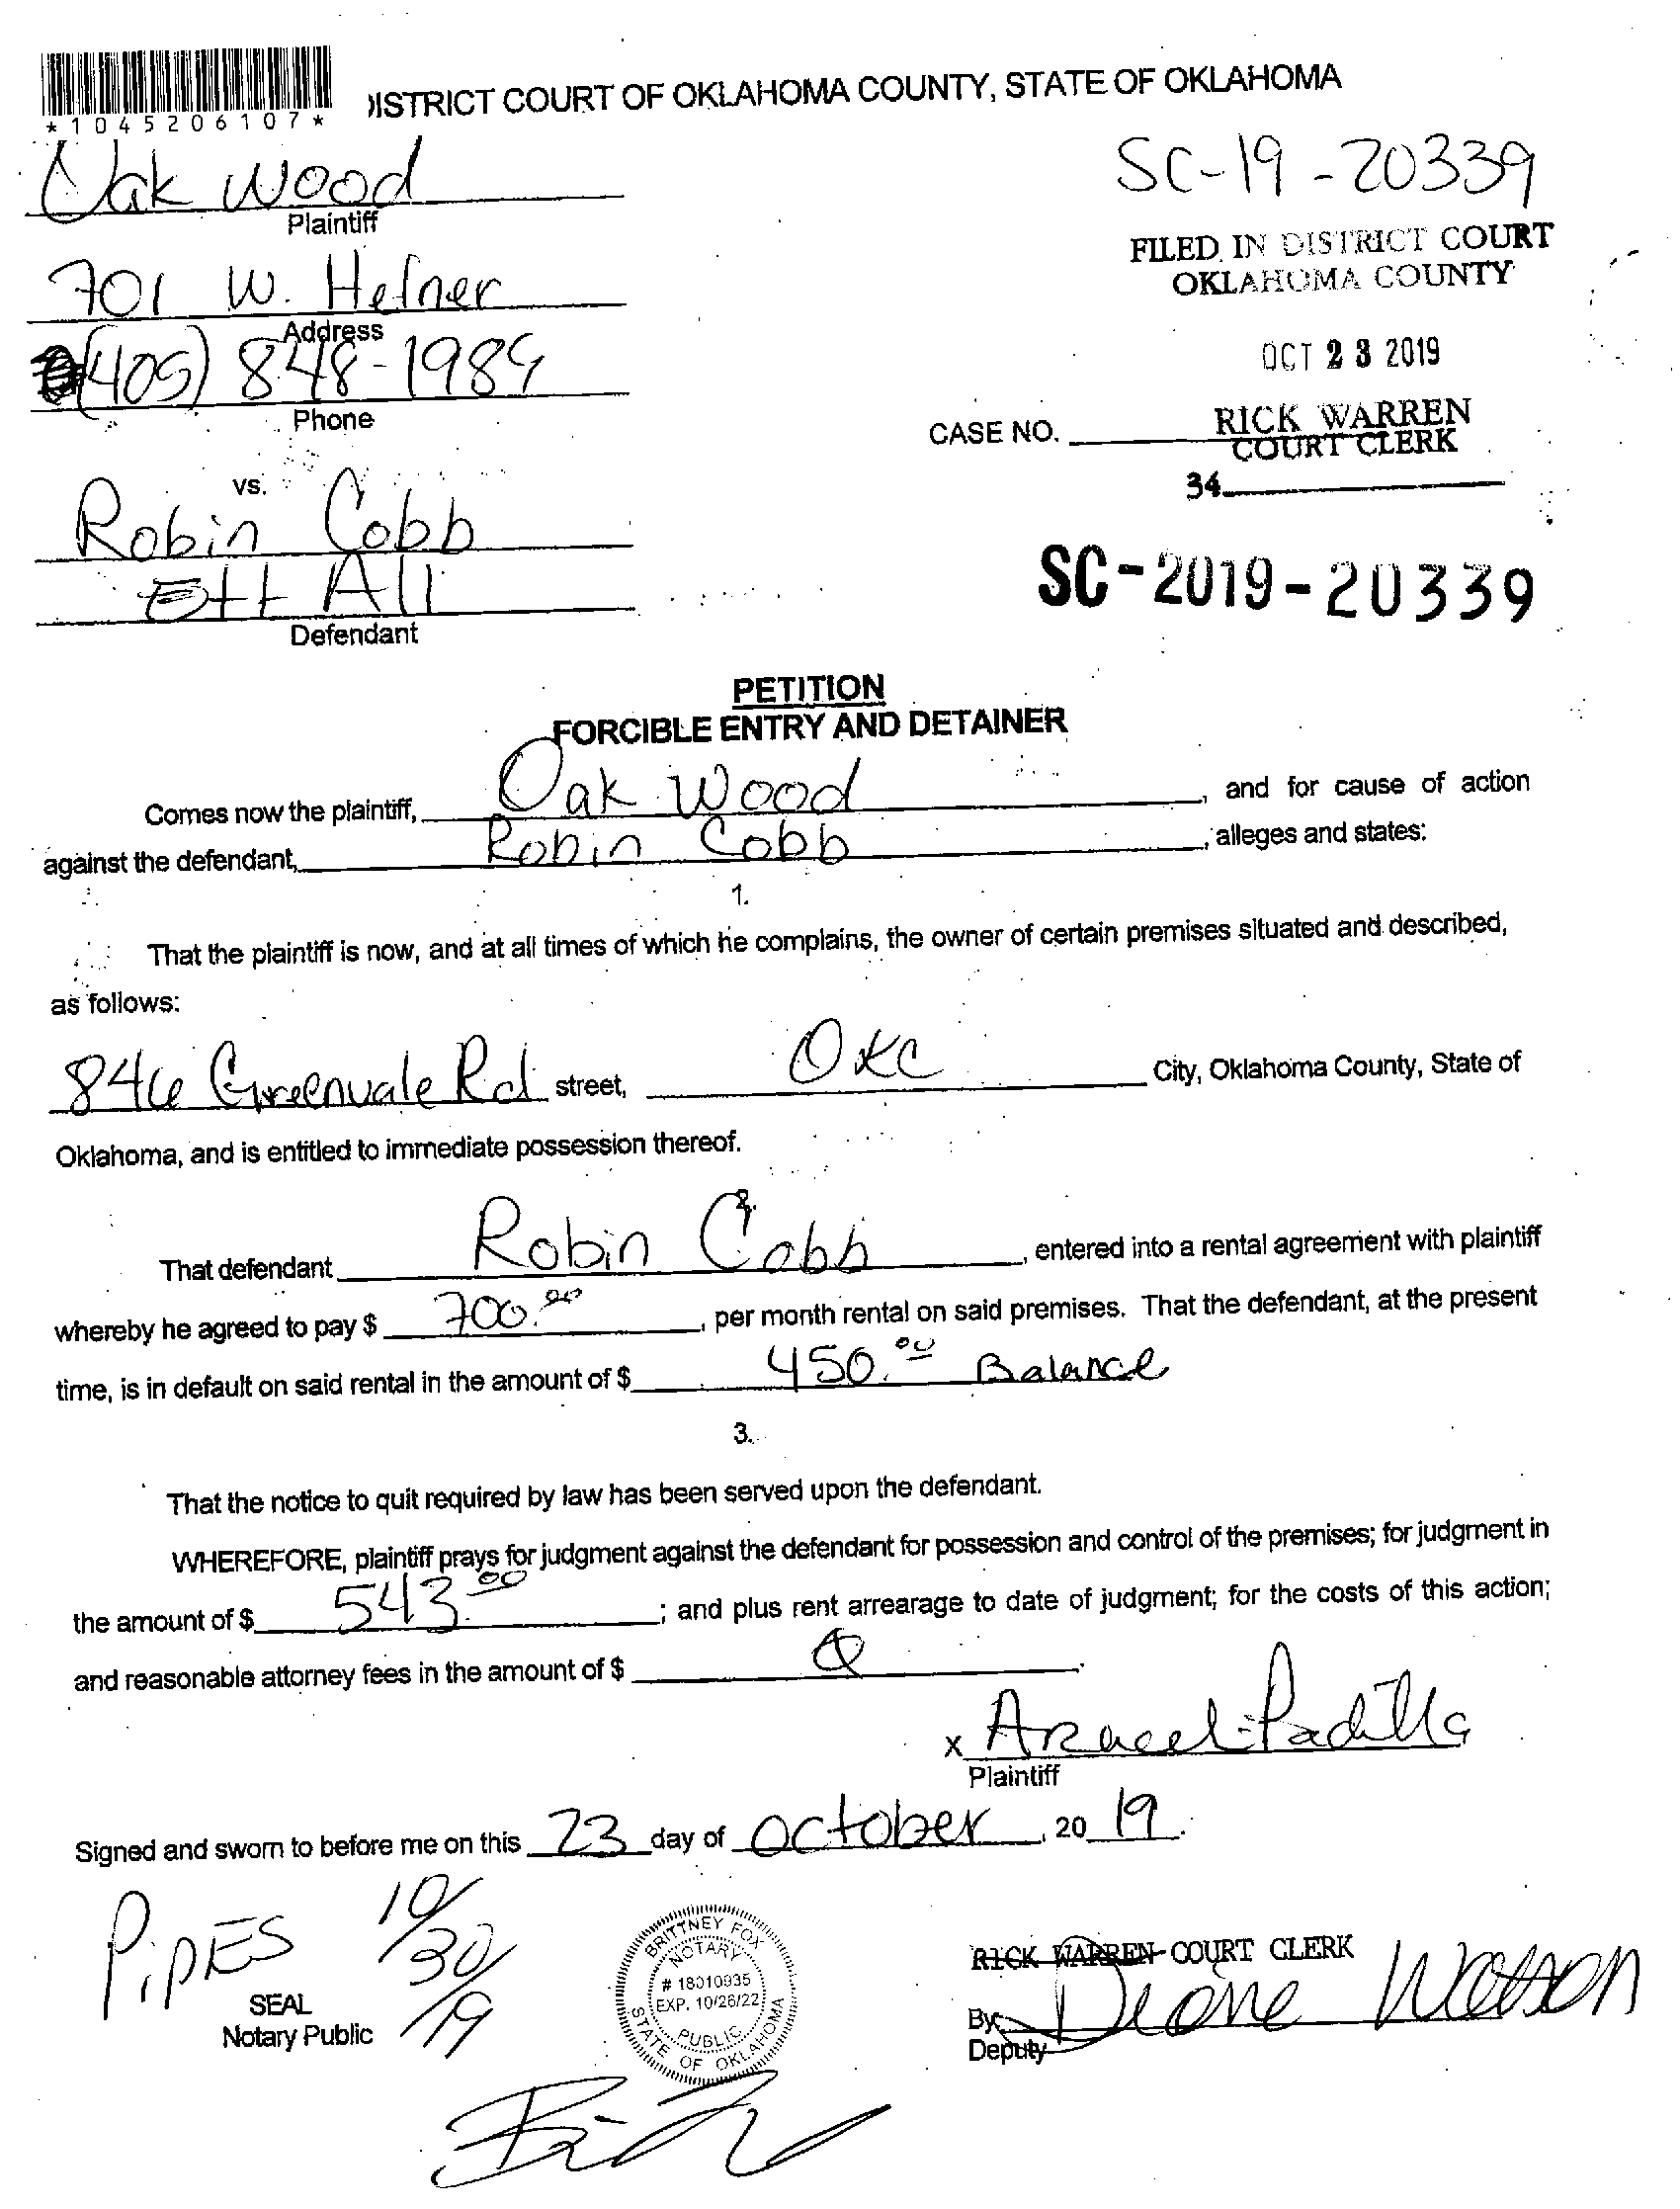 *1045206107*
DISTRICT COURT OF OKLAHOMA COUNTY, STATE OF OKLAHOMA
Oak Wood
Plaintiff
SC-19-20339
FILED IN DISTRICT COURT
OKLAHOMA COUNTY
701 W. Hefner
Address
OCT 23 2019
(405) 848-1989
Phone
CASE NO.
RICK WARREN
COURT CLERK
34
vs.
Robin Cobb
Ett All
Defendant
SC-2019-20339
PETITION
FORCIBLE ENTRY AND DETAINER
Comes now the plaintiff, Oak Wood, and for cause of action
against the defendant, Robin Cobb, alleges and states:
1.
That the plaintiff is now, and at all times of which he complains, the owner of certain premises situated and described,
as follows:
846 Greenvale Rd street, OKC City, Oklahoma County, State of
Oklahoma, and is entitled to immediate possession thereof.
2.
That defendant Robin Cobb, entered into a rental agreement with plaintiff
whereby he agreed to pay $ 700.00, per month rental on said premises. That the defendant, at the present
time, is in default on said rental in the amount of $ 450.00 Balance
3.
That the notice to quit required by law has been served upon the defendant.
WHEREFORE, plaintiff prays for judgment against the defendant for possession and control of the premises; for judgment in
the amount of $ 543.00; and plus rent arrearage to date of judgment; for the costs of this action;
and reasonable attorney fees in the amount of $
x Araceli Padilla
Plaintiff
Signed and sworn to before me on this 23 day of October, 2019.
PipES 10/30/19
SEAL
Notary Public
BRITTNEY FOX
NOTARY
# 18010935
EXP. 10/26/22
PUBLIC
STATE OF OKLAHOMA
RICK WARREN COURT CLERK
By: Diane Watson
Deputy